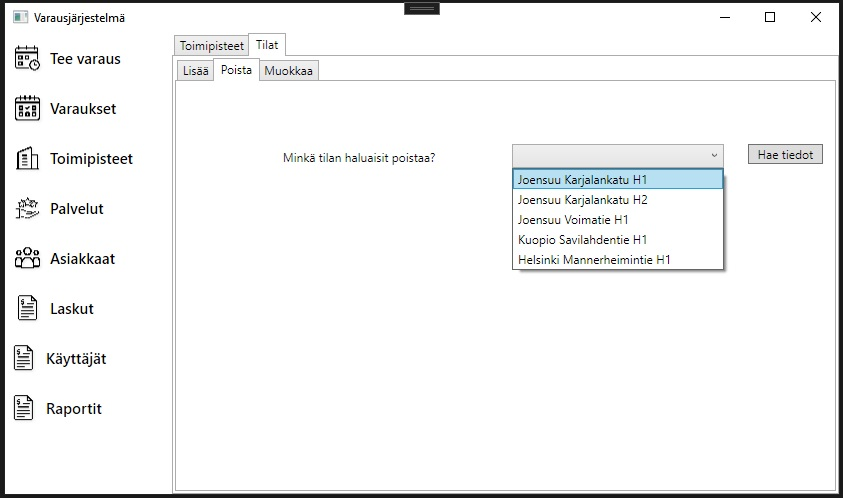 Varausjärjestelmä
Tee varaus
Varaukset
Toimipisteet
Palvelut
Asiakkaat
Laskut
Käyttäjät
Raportit
Toimipisteet Tilat
Lisää Poista Muokkaa
Minkä tilan haluaisit poistaa?
Hae tiedot
Joensuu Karjalankatu H1
Joensuu Karjalankatu H2
Joensuu Voimatie H1
Kuopio Savilahdentie H1
Helsinki Mannerheimintie H1